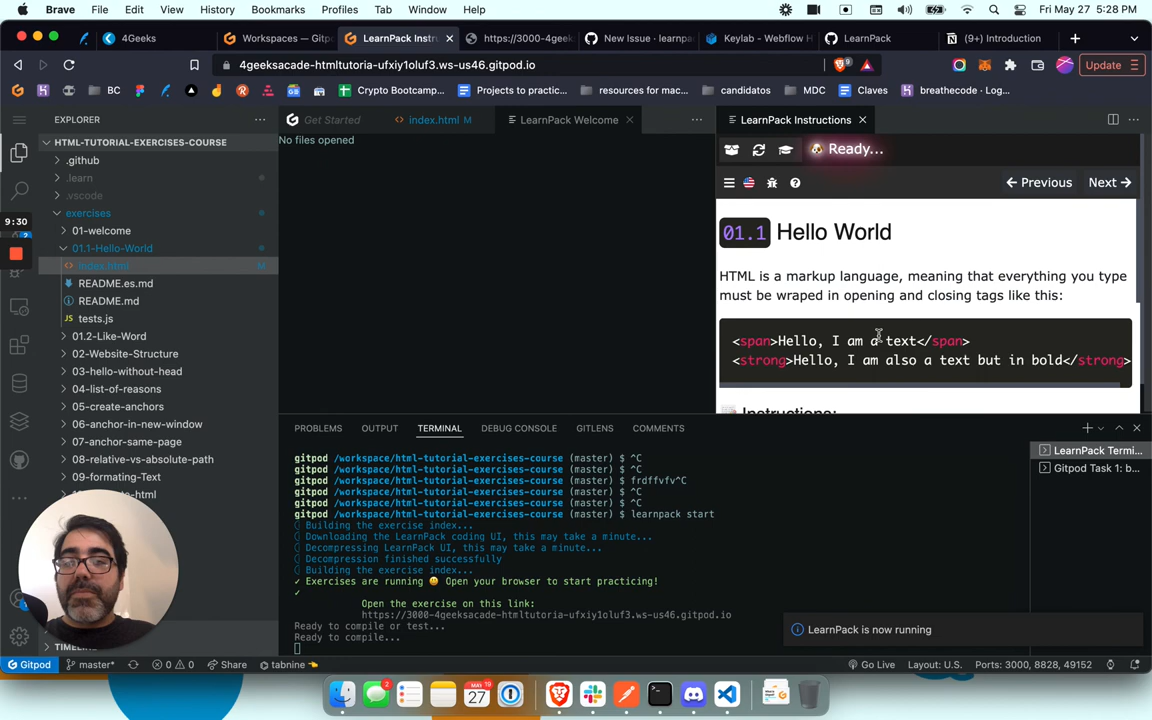 Brave File Edit View History Bookmarks Profiles Tab Window Help Fri May 27 5:28 PM
4Geeks Workspaces — Gitp LearnPack Instr https://3000-4geek New Issue · learnpa Keylab - Webflow LearnPack (9+) Introduction
4geeksacade-htmltutoria-ufxiy1oluf3.ws-us46.gitpod.io 9 Update
BC Crypto Bootcamp... Projects to practic... resources for mac... candidatos MDC Claves breathecode · Log...
EXPLORER
Get Started
index.html M
LearnPack Welcome
LearnPack Instructions
HTML-TUTORIAL-EXERCISES-COURSE
.github
.learn
.vscode
exercises
01-welcome
01.1-Hello-World
index.html M
README.es.md
README.md
tests.js
01.2-Like-Word
02-Website-Structure
03-hello-without-head
04-list-of-reasons
05-create-anchors
06-anchor-in-new-window
07-anchor-same-page
08-relative-vs-absolute-path
09-formating-Text
9:30
No files opened
Ready...
Previous Next
01.1 Hello World
HTML is a markup language, meaning that everything you type
must be wraped in opening and closing tags like this:
<span>Hello, I am a text</span>
<strong>Hello, I am also a text but in bold</strong>
Instructions:
PROBLEMS OUTPUT TERMINAL DEBUG CONSOLE GITLENS COMMENTS
LearnPack Termi...
Gitpod Task 1: b...
gitpod /workspace/html-tutorial-exercises-course (master) $ ^C
gitpod /workspace/html-tutorial-exercises-course (master) $ ^C
gitpod /workspace/html-tutorial-exercises-course (master) $ frdffvfv^C
gitpod /workspace/html-tutorial-exercises-course (master) $ ^C
gitpod /workspace/html-tutorial-exercises-course (master) $ ^C
gitpod /workspace/html-tutorial-exercises-course (master) $ learnpack start
Building the exercise index...
Downloading the LearnPack coding UI, this may take a minute...
Decompressing LearnPack UI, this may take a minute...
Decompression finished successfully
Building the exercise index...
✓ Exercises are running 😀 Open your browser to start practicing!
✓
Open the exercise on this link:
https://3000-4geeksacade-htmltutoria-ufxiy1oluf3.ws-us46.gitpod.io
Ready to compile or test...
Ready to compile...
LearnPack is now running
Gitpod master* 0 0 Share tabnine Go Live Layout: U.S. Ports: 3000, 8828, 49152
2
MAY
27